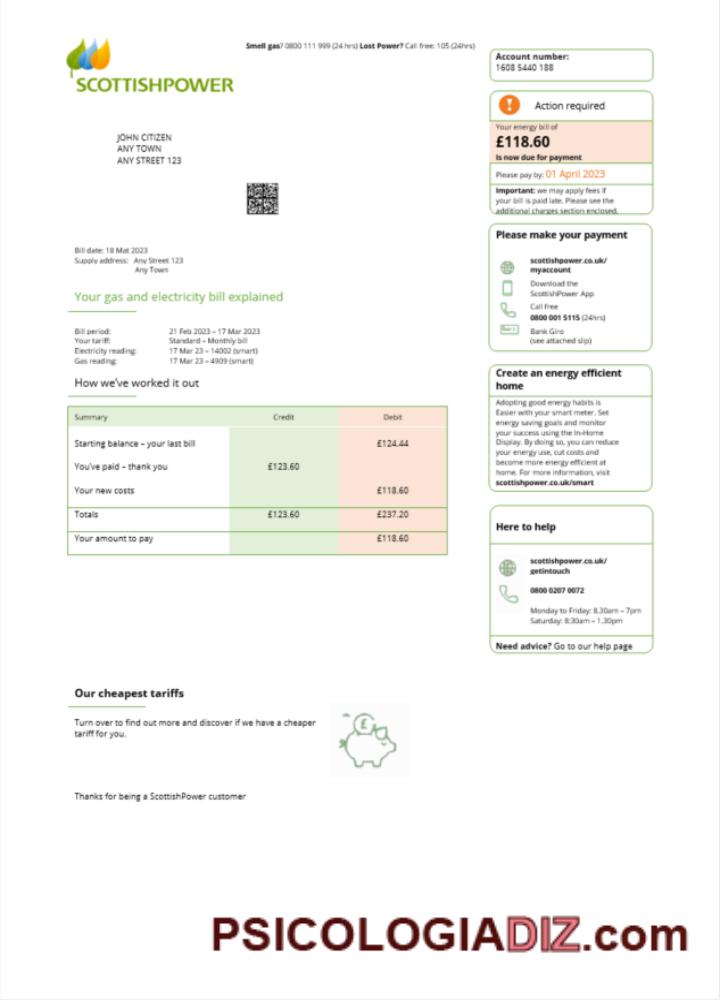 Smell gas? 0800 111 999 (24 hrs) Lost Power? Call free: 105 (24hrs)
SCOTTISHPOWER
JOHN CITIZEN
ANY TOWN
ANY STREET 123
Bill date: 18 Mat 2023
Supply address: Any Street 123
Any Town
Your gas and electricity bill explained
Bill period: 21 Feb 2023 – 17 Mar 2023
Your tariff: Standard – Monthly bill
Electricity reading: 17 Mar 23 – 14002 (smart)
Gas reading: 17 Mar 23 – 4909 (smart)
How we've worked it out
Summary Credit Debit
Starting balance – your last bill £124.44
You've paid – thank you £123.60
Your new costs £118.60
Totals £123.60 £237.20
Your amount to pay £118.60
Our cheapest tariffs
Turn over to find out more and discover if we have a cheaper
tariff for you.
£
Thanks for being a ScottishPower customer
Account number:
1608 5440 188
! Action required
Your energy bill of
£118.60
Is now due for payment
Please pay by: 01 April 2023
Important: we may apply fees if
your bill is paid late. Please see the
additional charges section enclosed.
Please make your payment
scottishpower.co.uk/
myaccount
Download the
ScottishPower App
Call free
0800 001 5115 (24hrs)
Bank Giro
(see attached slip)
Create an energy efficient
home
Adopting good energy habits is
Easier with your smart meter. Set
energy saving goals and monitor
your success using the In-Home
Display. By doing so, you can reduce
your energy use, cut costs and
become more energy efficient at
home. For more information, visit
scottishpower.co.uk/smart
Here to help
scottishpower.co.uk/
getintouch
0800 0207 0072
Monday to Friday: 8.30am – 7pm
Saturday: 8:30am – 1.30pm
Need advice? Go to our help page
PSICOLOGIADIZ.com